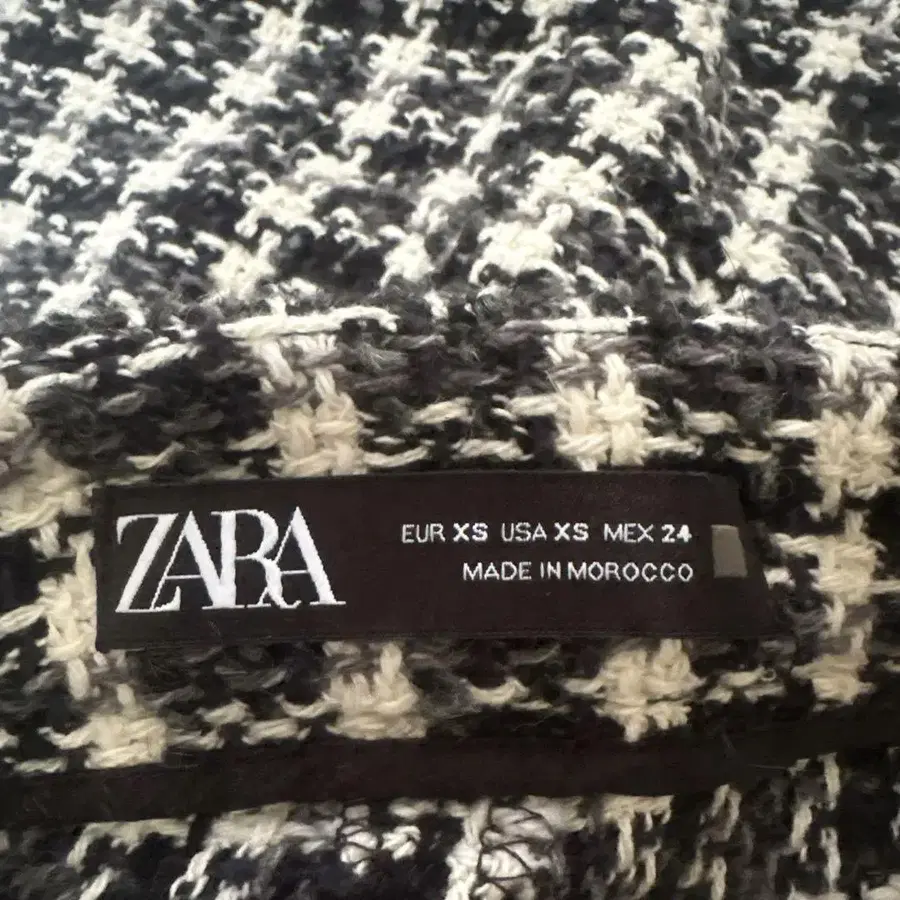 ZARA
EUR XS USA XS MEX 24
MADE IN MOROCCO